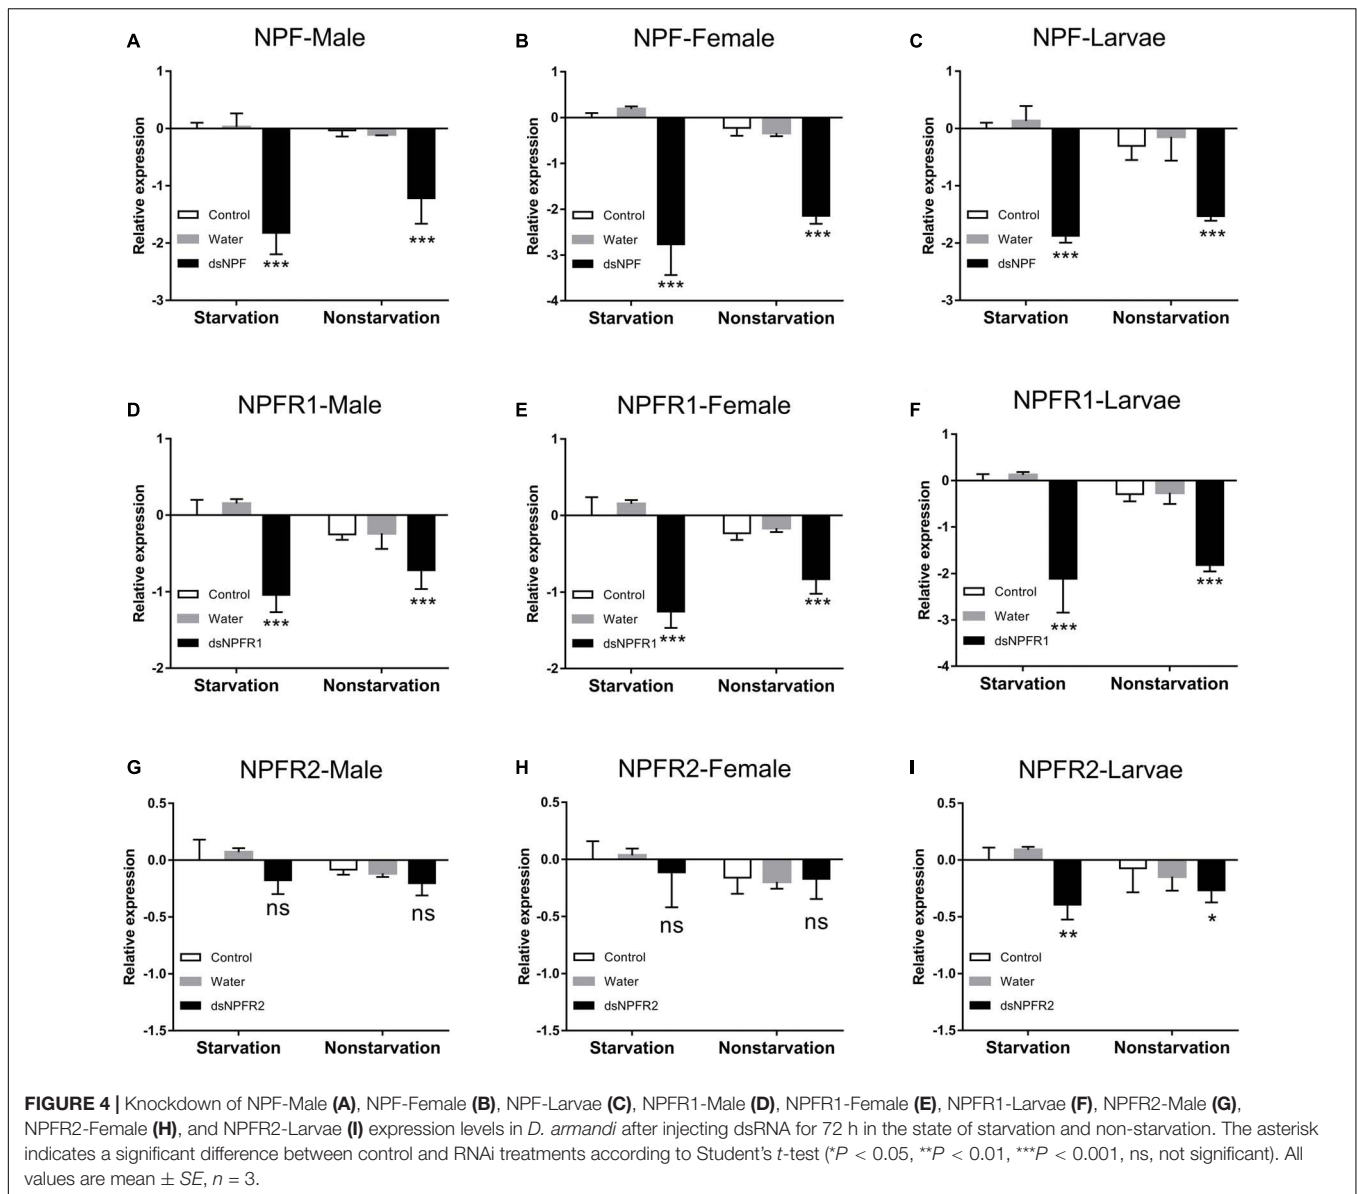 A
NPF-Male
Relative expression
1
0
-1
-2
-3
Control
Water
dsNPF
***
***
Starvation
Nonstarvation
B
NPF-Female
Relative expression
1
0
-1
-2
-3
-4
Control
Water
dsNPF
***
***
Starvation
Nonstarvation
C
NPF-Larvae
Relative expression
1
0
-1
-2
-3
Control
Water
dsNPF
***
***
Starvation
Nonstarvation
D
NPFR1-Male
Relative expression
1
0
-1
-2
Control
Water
dsNPFR1
***
***
Starvation
Nonstarvation
E
NPFR1-Female
Relative expression
1
0
-1
-2
Control
Water
dsNPFR1
***
***
Starvation
Nonstarvation
F
NPFR1-Larvae
Relative expression
1
0
-1
-2
-3
-4
Control
Water
dsNPFR1
***
***
Starvation
Nonstarvation
G
NPFR2-Male
Relative expression
0.5
0.0
-0.5
-1.0
-1.5
Control
Water
dsNPFR2
ns
ns
Starvation
Nonstarvation
H
NPFR2-Female
Relative expression
0.5
0.0
-0.5
-1.0
-1.5
Control
Water
dsNPFR2
ns
ns
Starvation
Nonstarvation
I
NPFR2-Larvae
Relative expression
0.5
0.0
-0.5
-1.0
-1.5
Control
Water
dsNPFR2
**
*
Starvation
Nonstarvation
FIGURE 4 | Knockdown of NPF-Male (A), NPF-Female (B), NPF-Larvae (C), NPFR1-Male (D), NPFR1-Female (E), NPFR1-Larvae (F), NPFR2-Male (G),
NPFR2-Female (H), and NPFR2-Larvae (I) expression levels in D. armandi after injecting dsRNA for 72 h in the state of starvation and non-starvation. The asterisk
indicates a significant difference between control and RNAi treatments according to Student's t-test (*P < 0.05, **P < 0.01, ***P < 0.001, ns, not significant). All
values are mean ± SE, n = 3.